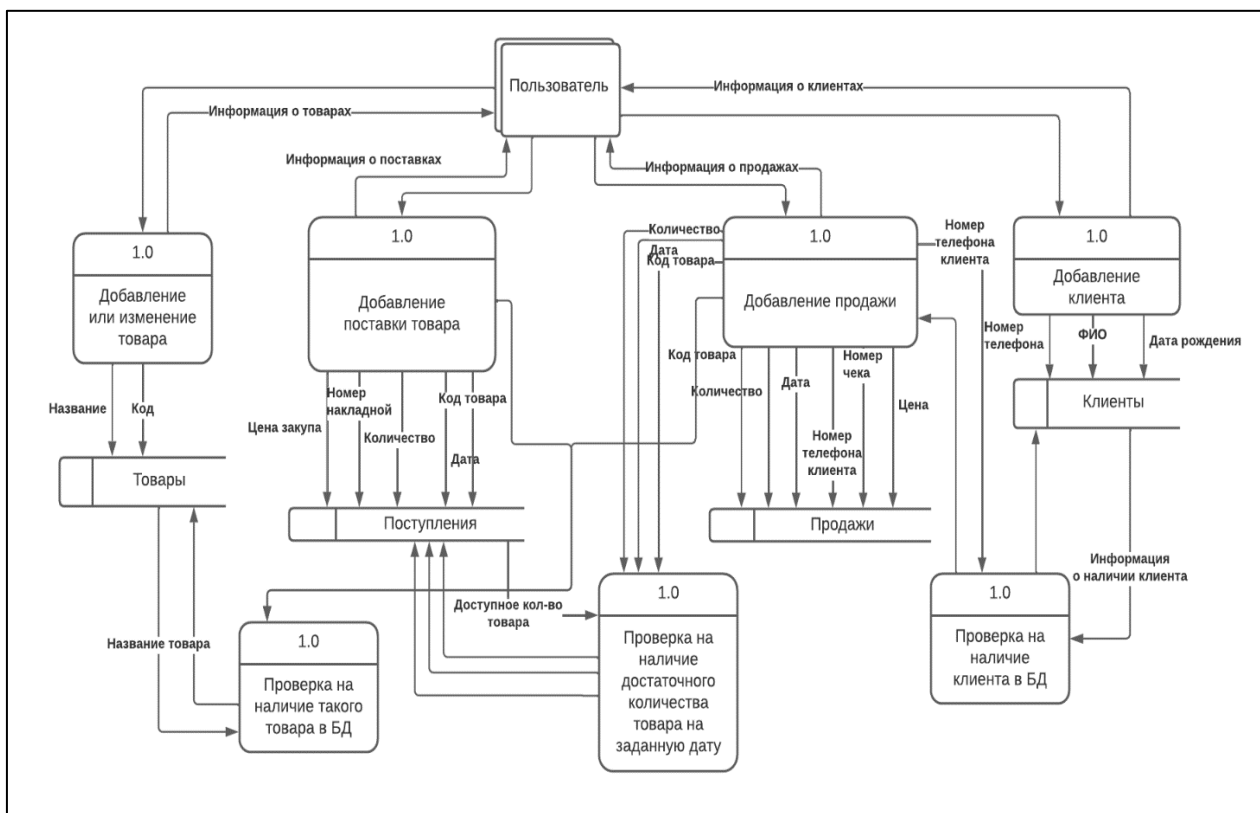 Пользователь
Информация о клиентах
Информация о товарах
Информация о поставках
Информация о продажах
1.0
Добавление
или изменение
товара
1.0
Добавление
поставки товара
1.0
Добавление продажи
1.0
Добавление
клиента
Количество
Дата
Код товара
Номер
телефона
клиента
Название
Код
Цена закупа
Номер
накладной
Количество
Дата
Код товара
Код товара
Количество
Дата
Номер
телефона
клиента
Номер
чека
Цена
Номер
телефона
ФИО
Дата рождения
Клиенты
Товары
Поступления
Продажи
Информация
о наличии клиента
Доступное кол-во
товара
Название товара
1.0
Проверка на
наличие такого
товара в БД
1.0
Проверка на
наличие
достаточного
количества
товара на
заданную дату
1.0
Проверка на
наличие
клиента в БД